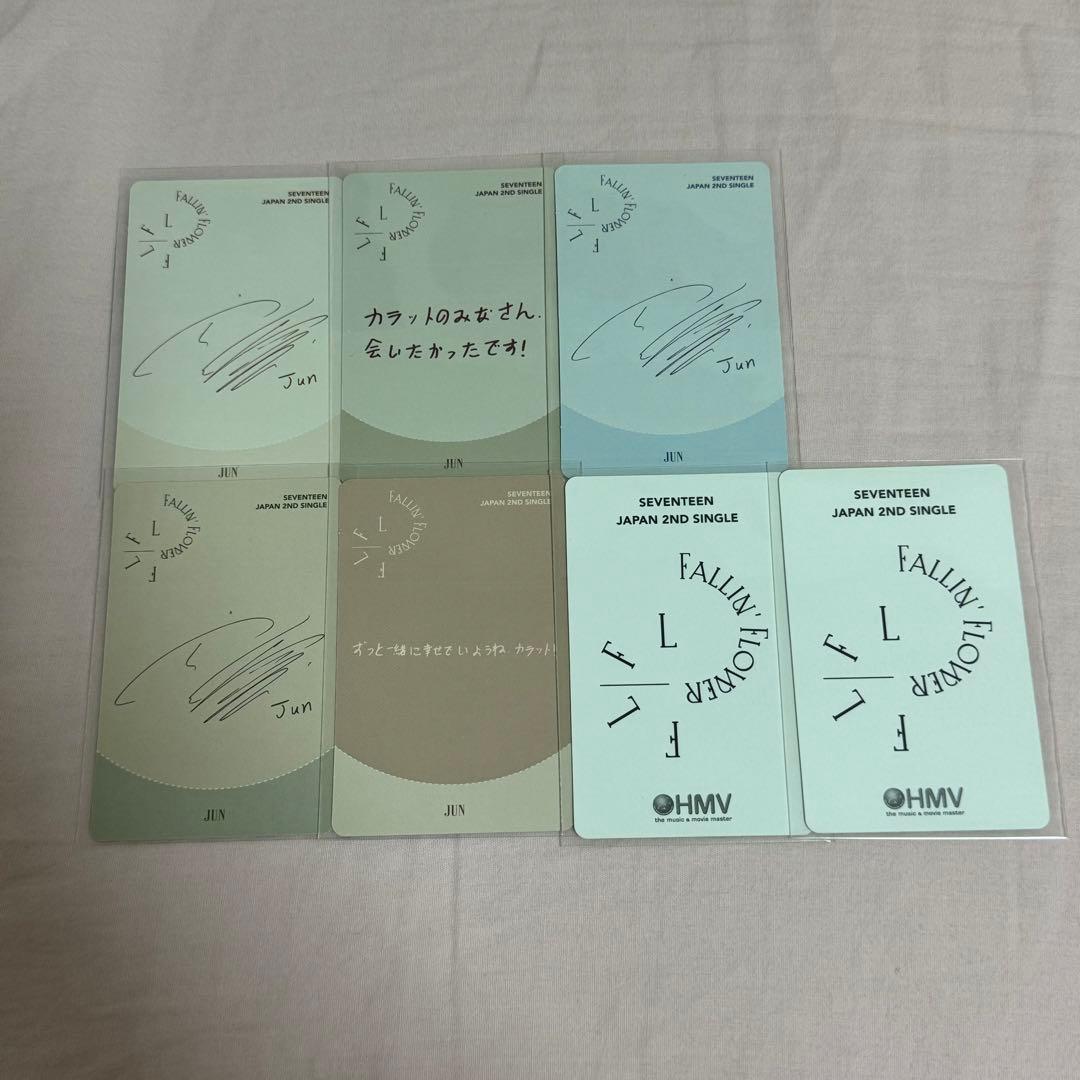 FALLIN' FLOWER
L
F
L
F
SEVENTEEN
JAPAN 2ND SINGLE
Jun
JUN
FALLIN' FLOWER
L
F
L
F
SEVENTEEN
JAPAN 2ND SINGLE
カラットのみなさん.
会いたかったです!
JUN
FALLIN' FLOWER
L
F
L
F
SEVENTEEN
JAPAN 2ND SINGLE
Jun
JUN
FALLIN' FLOWER
L
F
L
F
SEVENTEEN
JAPAN 2ND SINGLE
Jun
JUN
FALLIN' FLOWER
L
F
L
F
SEVENTEEN
JAPAN 2ND SINGLE
ずっと一緒に幸せでいようね.カラット!
JUN
SEVENTEEN
JAPAN 2ND SINGLE
FALLIN' FLOWER
L
F
L
F
HMV
the music & movie master
SEVENTEEN
JAPAN 2ND SINGLE
FALLIN' FLOWER
L
F
L
F
HMV
the music & movie master